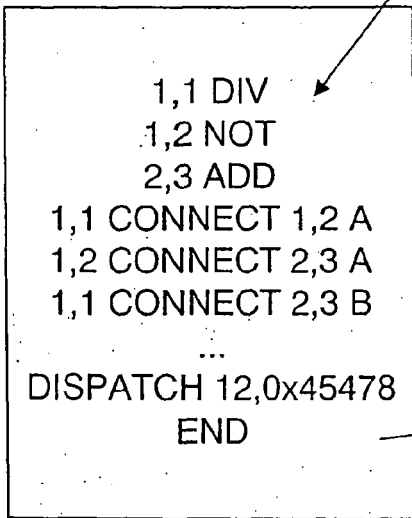 1,1 DIV
1,2 NOT
2,3 ADD
1,1 CONNECT 1,2 A
1,2 CONNECT 2,3 A
1,1 CONNECT 2,3 B
...
DISPATCH 12,0x45478
END